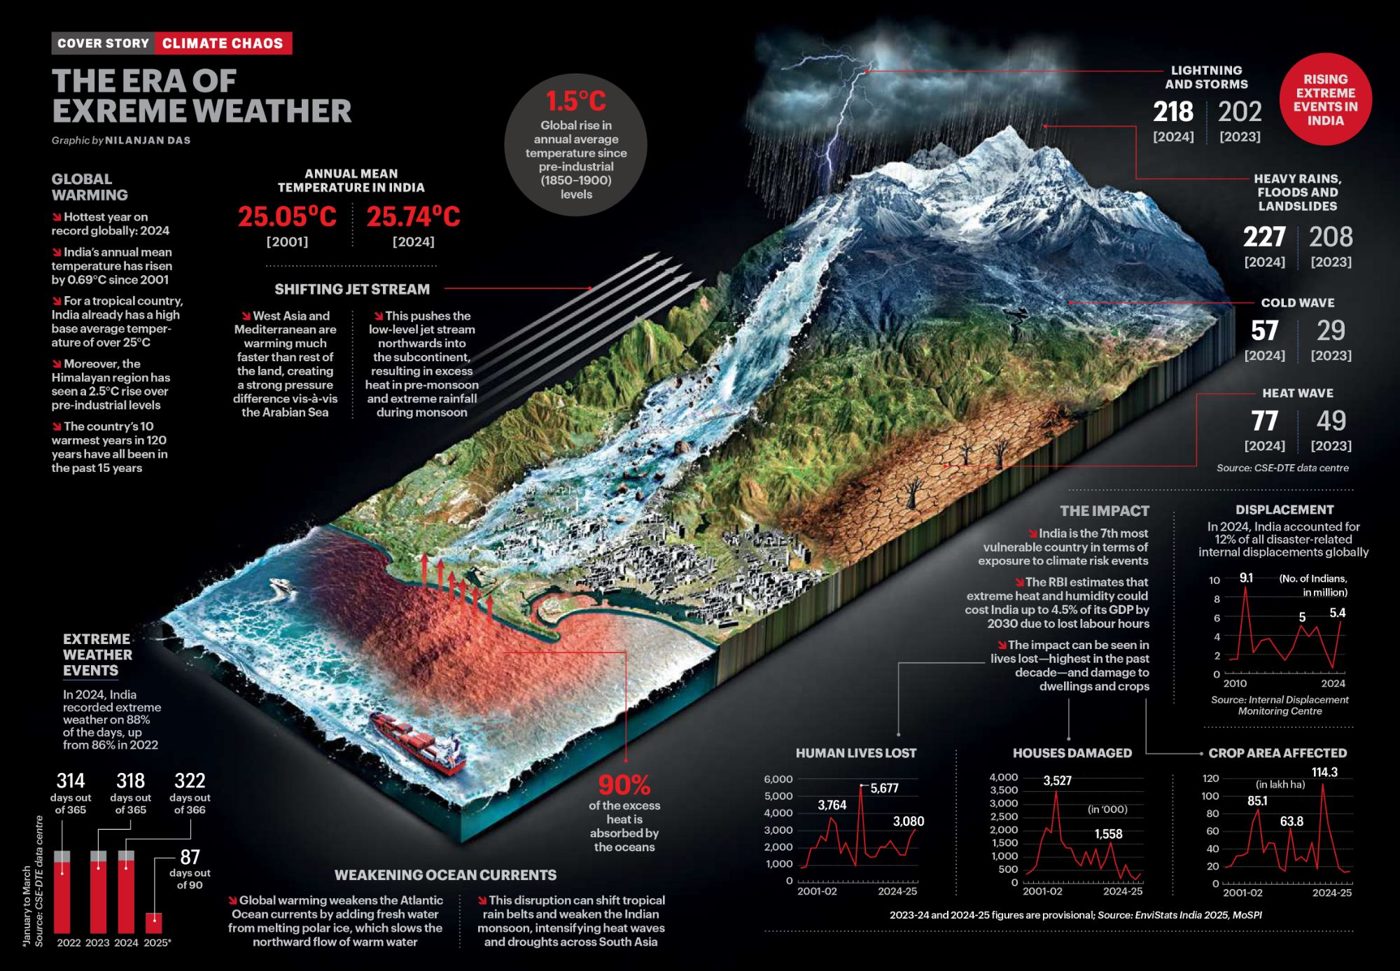 COVER STORY CLIMATE CHAOS
THE ERA OF
EXREME WEATHER
Graphic by NILANJAN DAS
GLOBAL
WARMING
Hottest year on
record globally: 2024
India's annual mean
temperature has risen
by 0.69°C since 2001
For a tropical country,
India already has a high
base average temper-
ature of over 25°C
Moreover, the
Himalayan region has
seen a 2.5°C rise over
pre-industrial levels
The country's 10
warmest years in 120
years have all been in
the past 15 years
ANNUAL MEAN
TEMPERATURE IN INDIA
25.05°C 25.74°C
[2001] [2024]
SHIFTING JET STREAM
West Asia and
Mediterranean are
warming much
faster than rest of
the land, creating
a strong pressure
difference vis-à-vis
the Arabian Sea
This pushes the
low-level jet stream
northwards into
the subcontinent,
resulting in excess
heat in pre-monsoon
and extreme rainfall
during monsoon
1.5°C
Global rise in
annual average
temperature since
pre-industrial
(1850–1900)
levels
RISING
EXTREME
EVENTS IN
INDIA
LIGHTNING
AND STORMS
218 202
[2024] [2023]
HEAVY RAINS,
FLOODS AND
LANDSLIDES
227 208
[2024] [2023]
COLD WAVE
57 29
[2024] [2023]
HEAT WAVE
77 49
[2024] [2023]
Source: CSE-DTE data centre
THE IMPACT
India is the 7th most
vulnerable country in terms of
exposure to climate risk events
The RBI estimates that
extreme heat and humidity could
cost India up to 4.5% of its GDP by
2030 due to lost labour hours
The impact can be seen in
lives lost—highest in the past
decade—and damage to
dwellings and crops
DISPLACEMENT
In 2024, India accounted for
12% of all disaster-related
internal displacements globally
(No. of Indians,
in million)
10
8
6
4
2
0
9.1
5
5.4
2010 2024
Source: Internal Displacement
Monitoring Centre
EXTREME
WEATHER
EVENTS
In 2024, India
recorded extreme
weather on 88%
of the days, up
from 86% in 2022
314
days out
of 365
318
days out
of 365
322
days out
of 366
87
days out
of 90
2022 2023 2024 2025*
*January to March
Source: CSE-DTE data centre
90%
of the excess
heat is
absorbed by
the oceans
WEAKENING OCEAN CURRENTS
Global warming weakens the Atlantic
Ocean currents by adding fresh water
from melting polar ice, which slows the
northward flow of warm water
This disruption can shift tropical
rain belts and weaken the Indian
monsoon, intensifying heat waves
and droughts across South Asia
HUMAN LIVES LOST
6,000
5,000
4,000
3,000
2,000
1,000
0
3,764
5,677
3,080
2001-02 2024-25
HOUSES DAMAGED
(in '000)
4,000
3,500
3,000
2,500
2,000
1,500
1,000
500
0
3,527
1,558
2001-02 2024-25
CROP AREA AFFECTED
(in lakh ha)
120
100
80
60
40
20
0
85.1
63.8
114.3
2001-02 2024-25
2023-24 and 2024-25 figures are provisional; Source: EnviStats India 2025, MoSPI